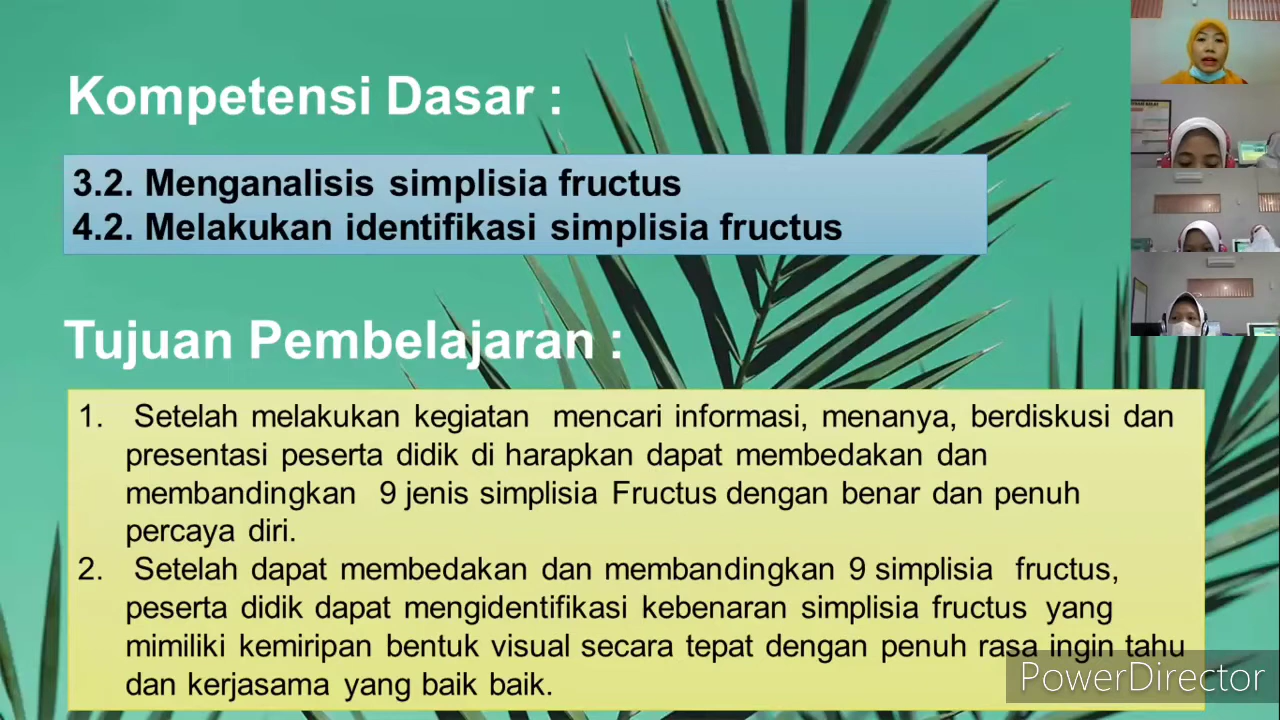 Kompetensi Dasar :
3.2. Menganalisis simplisia fructus
4.2. Melakukan identifikasi simplisia fructus
Tujuan Pembelajaran :
1. Setelah melakukan kegiatan mencari informasi, menanya, berdiskusi dan
presentasi peserta didik di harapkan dapat membedakan dan
membandingkan 9 jenis simplisia Fructus dengan benar dan penuh
percaya diri.
2. Setelah dapat membedakan dan membandingkan 9 simplisia fructus,
peserta didik dapat mengidentifikasi kebenaran simplisia fructus yang
mimiliki kemiripan bentuk visual secara tepat dengan penuh rasa ingin tahu
dan kerjasama yang baik baik.
PowerDirector